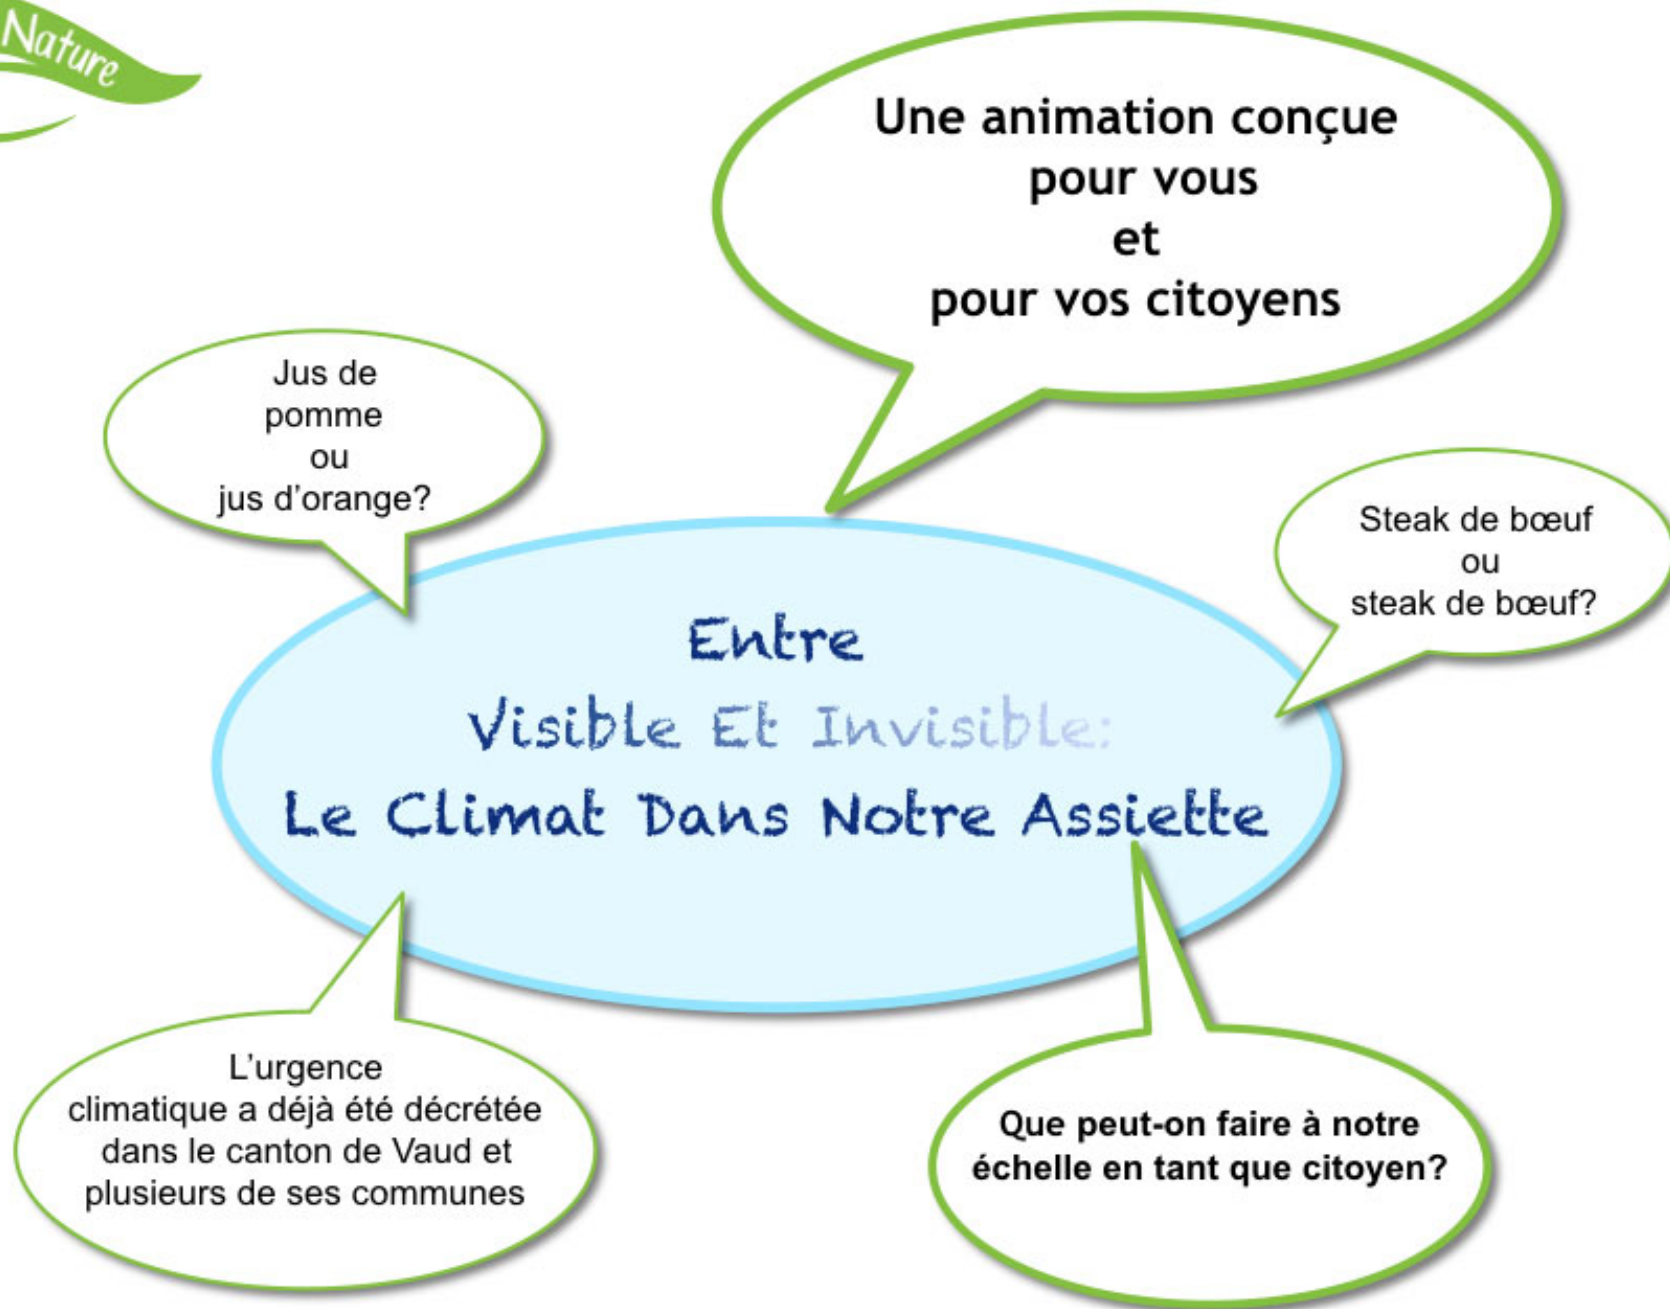 Nature
Une animation conçue
pour vous
et
pour vos citoyens
Jus de
pomme
ou
jus d'orange?
Steak de bœuf
ou
steak de bœuf?
Entre
Visible Et Invisible:
Le Climat Dans Notre Assiette
L'urgence
climatique a déjà été décrétée
dans le canton de Vaud et
plusieurs de ses communes
Que peut-on faire à notre
échelle en tant que citoyen?